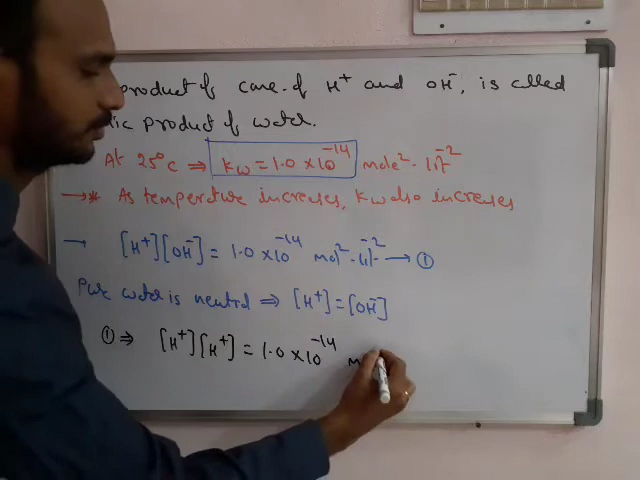 product of conc. of H⁺ and OH⁻, is called
ic product of water.
At 25°C ⇒ Kw = 1.0 × 10⁻¹⁴ mole². lit⁻²
→* As temperature increases, Kw also increases
→ [H⁺][OH⁻] = 1.0 × 10⁻¹⁴ mol². lit⁻² → ①
Pure water is neutral ⇒ [H⁺] = [OH⁻]
① ⇒ [H⁺][H⁺] = 1.0 × 10⁻¹⁴ m